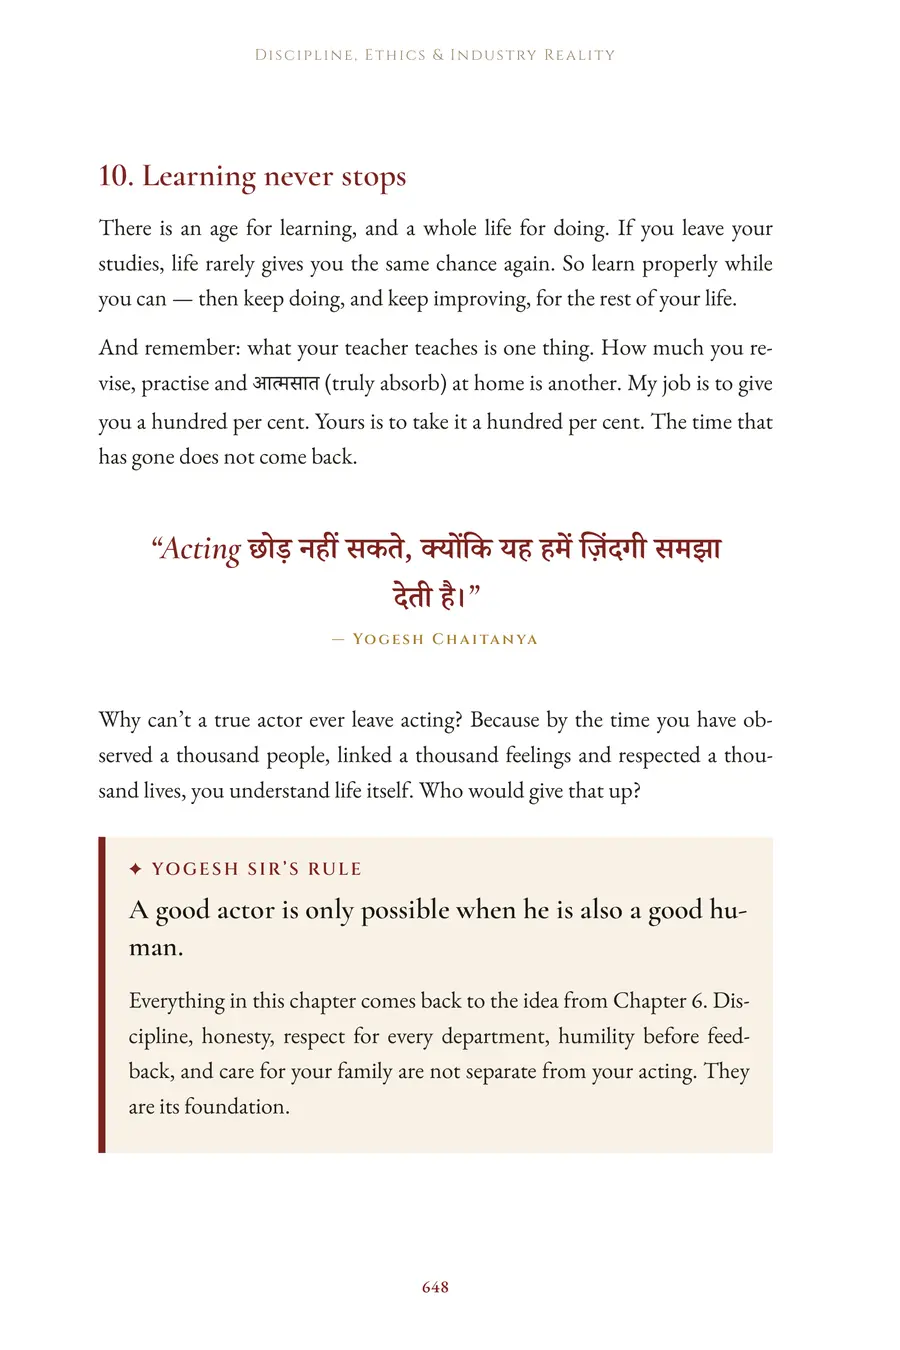 DISCIPLINE, ETHICS & INDUSTRY REALITY
10. Learning never stops
There is an age for learning, and a whole life for doing. If you leave your
studies, life rarely gives you the same chance again. So learn properly while
you can — then keep doing, and keep improving, for the rest of your life.
And remember: what your teacher teaches is one thing. How much you re-
vise, practise and आत्मसात (truly absorb) at home is another. My job is to give
you a hundred per cent. Yours is to take it a hundred per cent. The time that
has gone does not come back.
“Acting छोड़ नहीं सकते, क्योंकि यह हमें ज़िंदगी समझा
देती है।”
— YOGESH CHAITANYA
Why can’t a true actor ever leave acting? Because by the time you have ob-
served a thousand people, linked a thousand feelings and respected a thou-
sand lives, you understand life itself. Who would give that up?
✦ YOGESH SIR’S RULE
A good actor is only possible when he is also a good hu-
man.
Everything in this chapter comes back to the idea from Chapter 6. Dis-
cipline, honesty, respect for every department, humility before feed-
back, and care for your family are not separate from your acting. They
are its foundation.
648